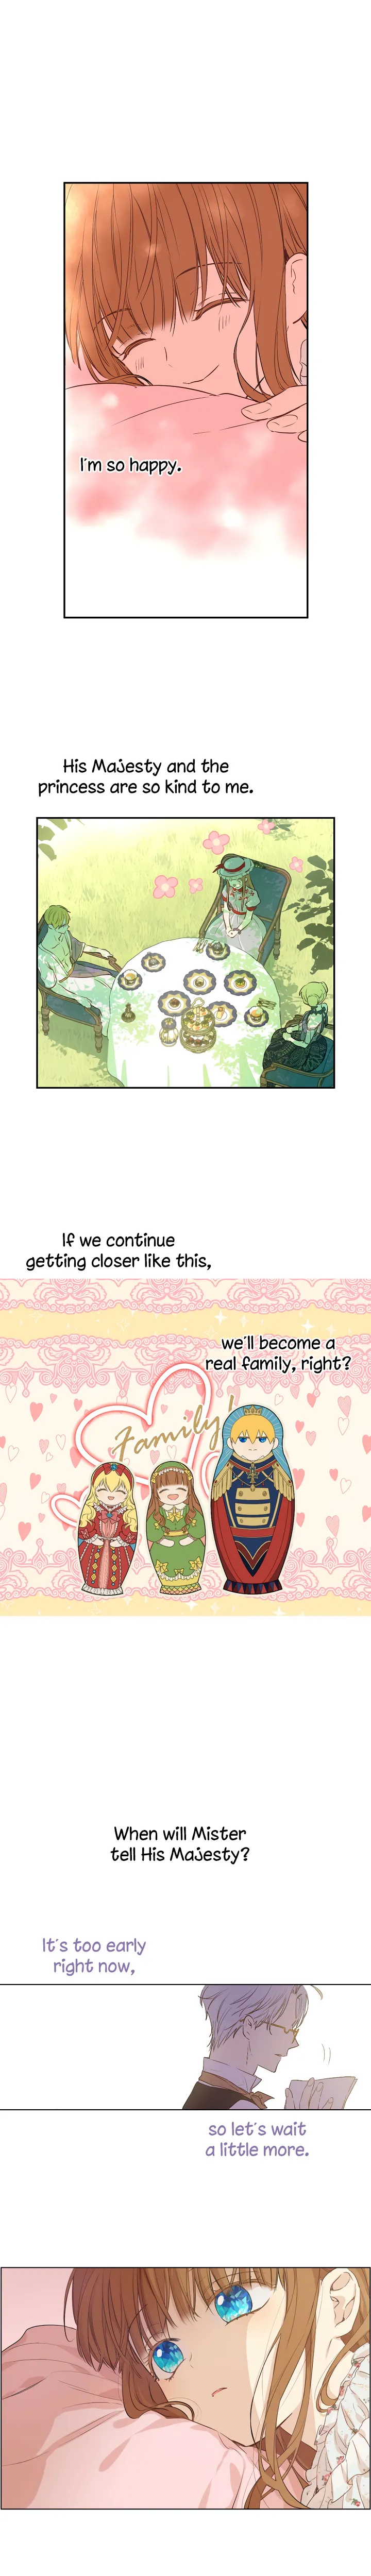 I'm so happy.
His Majesty and the
princess are so kind to me.
If we continue
getting closer like this,
we'll become a
real family, right?
Family!
When will Mister
tell His Majesty?
It's too early
right now,
so let's wait
a little more.